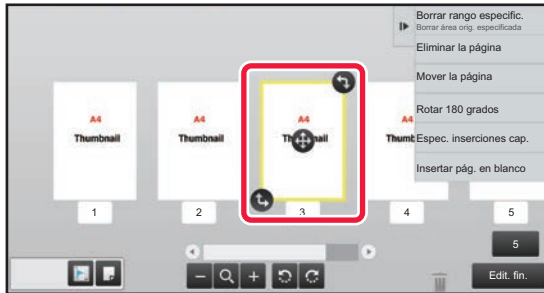 Borrar rango especific.
Borrar área orig. especificada
Eliminar la página
Mover la página
Rotar 180 grados
Espec. inserciones cap.
Insertar pág. en blanco
A4
Thumbnail
A4
Thumbnail
A4
A4
1
2
3
4
5
5
Edit. fin.